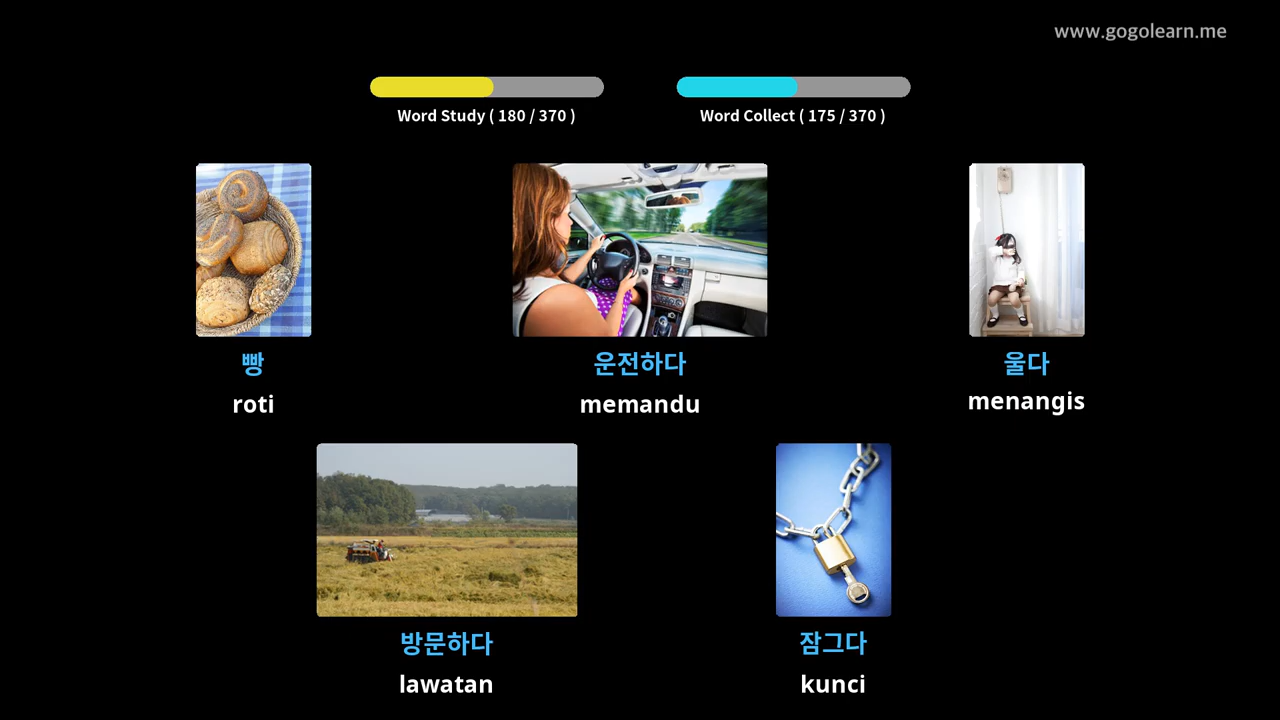 www.gogolearn.me
Word Study ( 180 / 370 )
Word Collect ( 175 / 370 )
빵
운전하다
울다
roti
memandu
menangis
방문하다
잠그다
lawatan
kunci